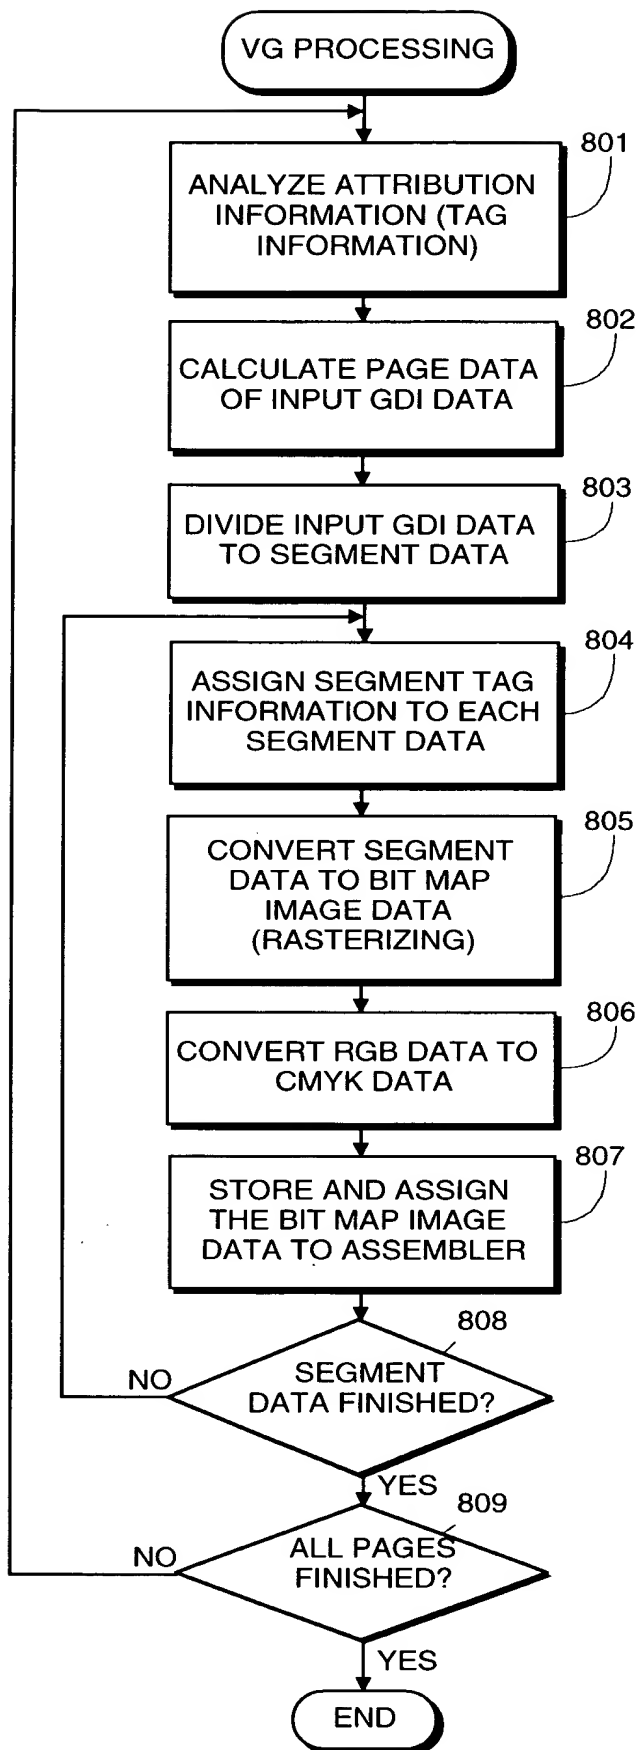 VG PROCESSING
801
ANALYZE ATTRIBUTION
INFORMATION (TAG
INFORMATION)
802
CALCULATE PAGE DATA
OF INPUT GDI DATA
803
DIVIDE INPUT GDI DATA
TO SEGMENT DATA
804
ASSIGN SEGMENT TAG
INFORMATION TO EACH
SEGMENT DATA
805
CONVERT SEGMENT
DATA TO BIT MAP
IMAGE DATA
(RASTERIZING)
806
CONVERT RGB DATA TO
CMYK DATA
807
STORE AND ASSIGN
THE BIT MAP IMAGE
DATA TO ASSEMBLER
808
SEGMENT
DATA FINISHED?
NO
YES
809
ALL PAGES
FINISHED?
NO
YES
END